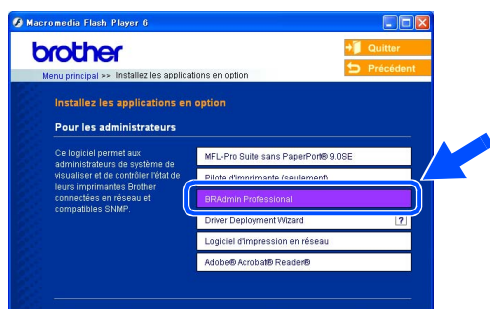 Macromedia Flash Player 6
brother
Quitter
Précédent
Menu principal >> Installez les applications en option
Installez les applications en option
Pour les administrateurs
Ce logiciel permet aux
administrateurs de système de
visualiser et de contrôler l'état de
leurs imprimantes Brother
connectées en réseau et
compatibles SNMP.
MFL-Pro Suite sans PaperPort® 9.0SE
Pilote d'imprimante (seulement)
BRAdmin Professional
Driver Deployment Wizard
?
Logiciel d'impression en réseau
Adobe® Acrobat® Reader®